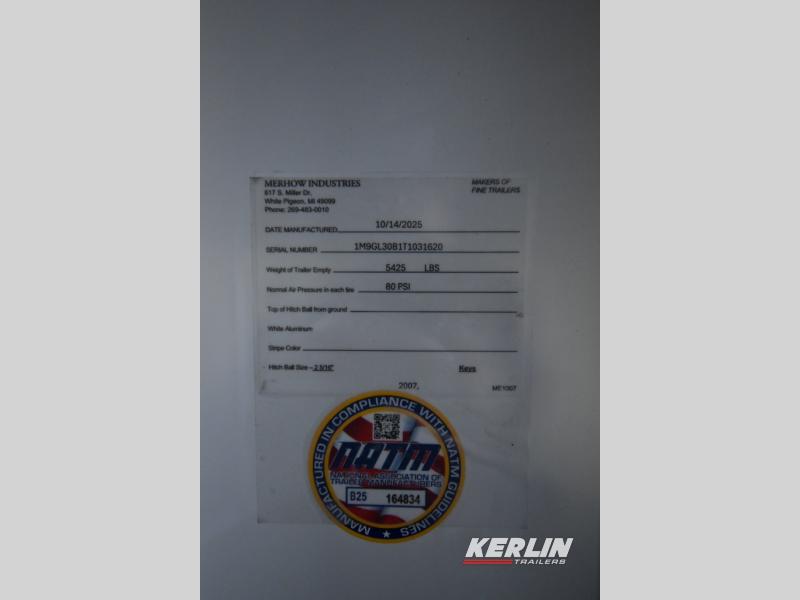 MERHOW INDUSTRIES
MAKERS OF
FINE TRAILERS
617 S. Miller Dr.
White Pigeon, MI 49099
Phone: 269-483-0010
DATE MANUFACTURED 10/14/2025
SERIAL NUMBER 1M9GL30B1T1031620
Weight of Trailer Empty 5425 LBS
Normal Air Pressure in each tire 80 PSI
Top of Hitch Ball from ground
White Aluminum
Stripe Color
Hitch Ball Size – 2 5/16" Keys
2007, ME1007
MANUFACTURED IN COMPLIANCE WITH NATM GUIDELINES
NATM
NATIONAL ASSOCIATION OF
TRAILER MANUFACTURERS
B25 164834
KERLIN
TRAILERS